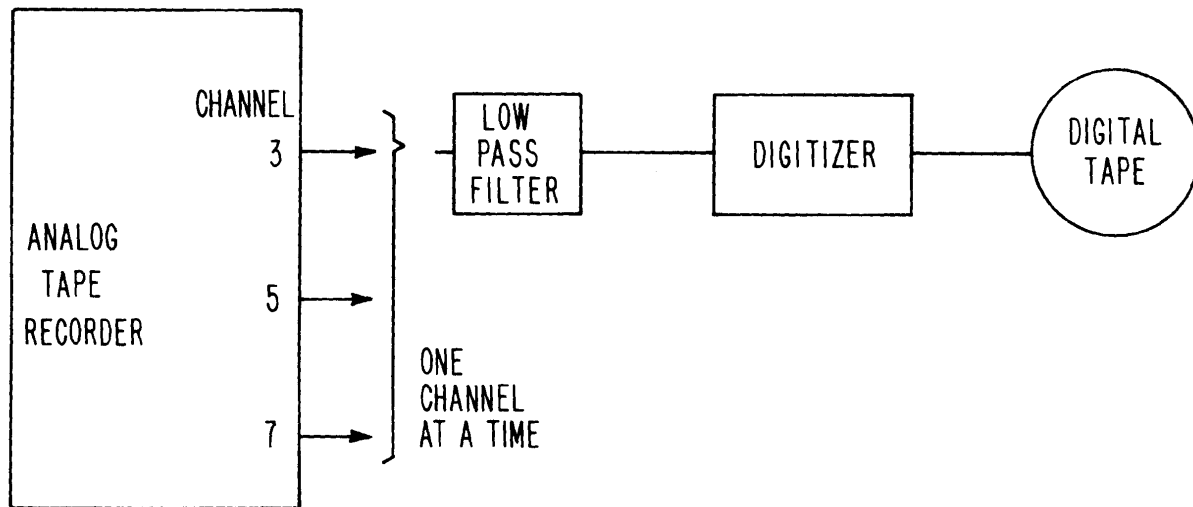 CHANNEL
3
5
7
ANALOG
TAPE
RECORDER
ONE
CHANNEL
AT A TIME
LOW
PASS
FILTER
DIGITIZER
DIGITAL
TAPE